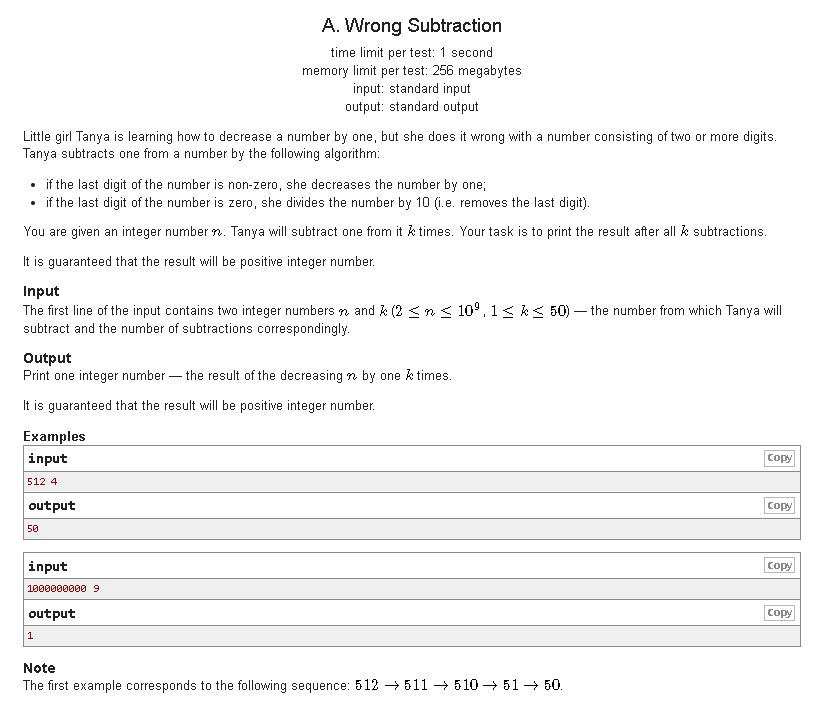 A. Wrong Subtraction
time limit per test: 1 second
memory limit per test: 256 megabytes
input: standard input
output: standard output
Little girl Tanya is learning how to decrease a number by one, but she does it wrong with a number consisting of two or more digits.
Tanya subtracts one from a number by the following algorithm:
• if the last digit of the number is non-zero, she decreases the number by one;
• if the last digit of the number is zero, she divides the number by 10 (i.e. removes the last digit).
You are given an integer number n. Tanya will subtract one from it k times. Your task is to print the result after all k subtractions.
It is guaranteed that the result will be positive integer number.
Input
The first line of the input contains two integer numbers n and k (2 ≤ n ≤ 10⁹, 1 ≤ k ≤ 50) — the number from which Tanya will
subtract and the number of subtractions correspondingly.
Output
Print one integer number — the result of the decreasing n by one k times.
It is guaranteed that the result will be positive integer number.
Examples
input Copy
512 4
output Copy
50
input Copy
1000000000 9
output Copy
1
Note
The first example corresponds to the following sequence: 512 → 511 → 510 → 51 → 50.